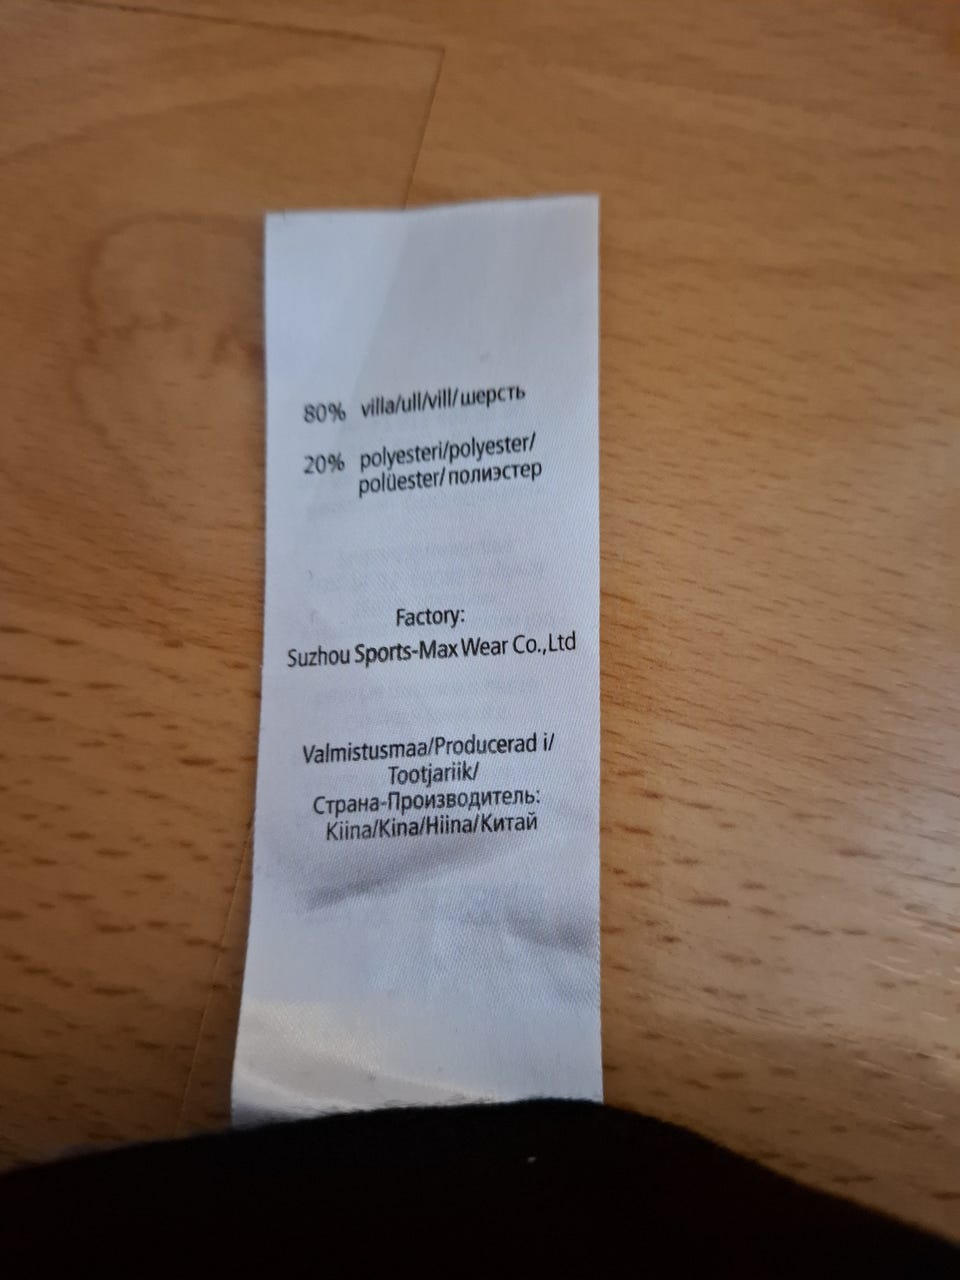 80% villa/ull/vill/шерсть
20% polyesteri/polyester/
polüester/полиэстер
Factory:
Suzhou Sports-Max Wear Co.,Ltd
Valmistusmaa/Producerad i/
Tootjariik/
Страна-Производитель:
Kiina/Kina/Hiina/Китай